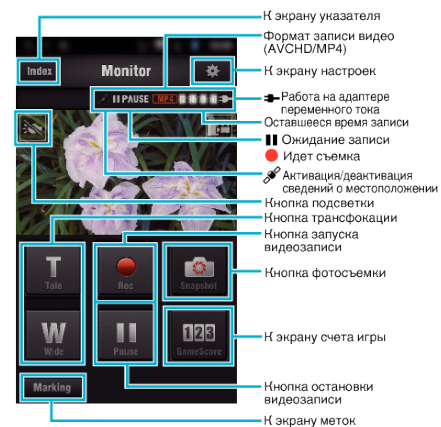 К экрану указателя
Формат записи видео
(AVCHD/MP4)
Index
Monitor
К экрану настроек
PAUSE
MP4
Работа на адаптере
переменного тока
Оставшееся время записи
Ожидание записи
Идет съемка
Активация/деактивация
сведений о местоположении
Кнопка подсветки
Кнопка трансфокации
Кнопка запуска
видеозаписи
T
Tele
Rec
Snapshot
Кнопка фотосъемки
W
Wide
Pause
123
GameScore
К экрану счета игры
Marking
Кнопка остановки
видеозаписи
К экрану меток